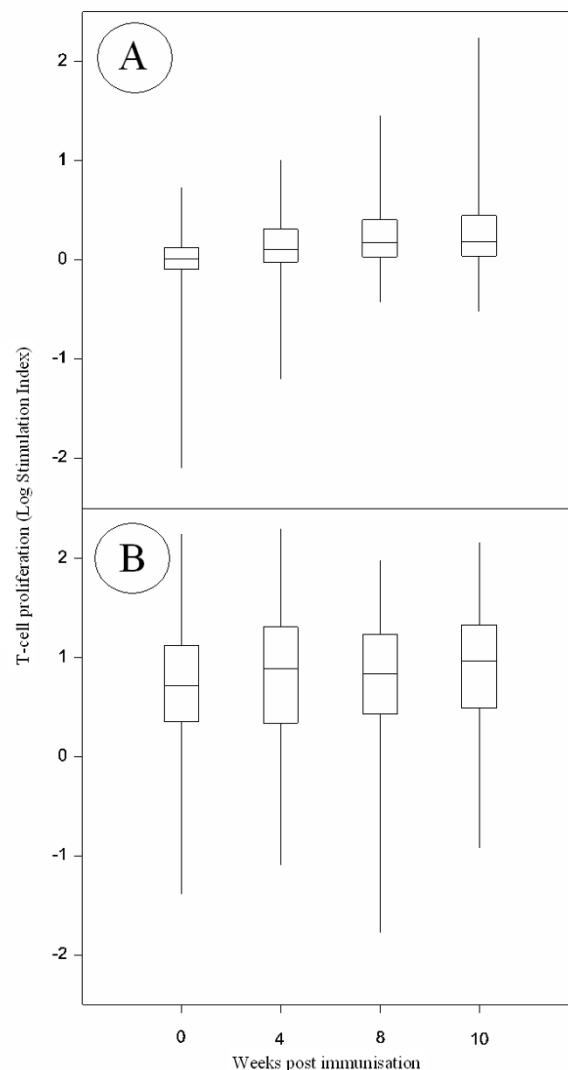 A
2
1
0
-1
-2
B
2
1
0
-1
-2
T-cell proliferation (Log Stimulation Index)
0 4 8 10
Weeks post immunisation